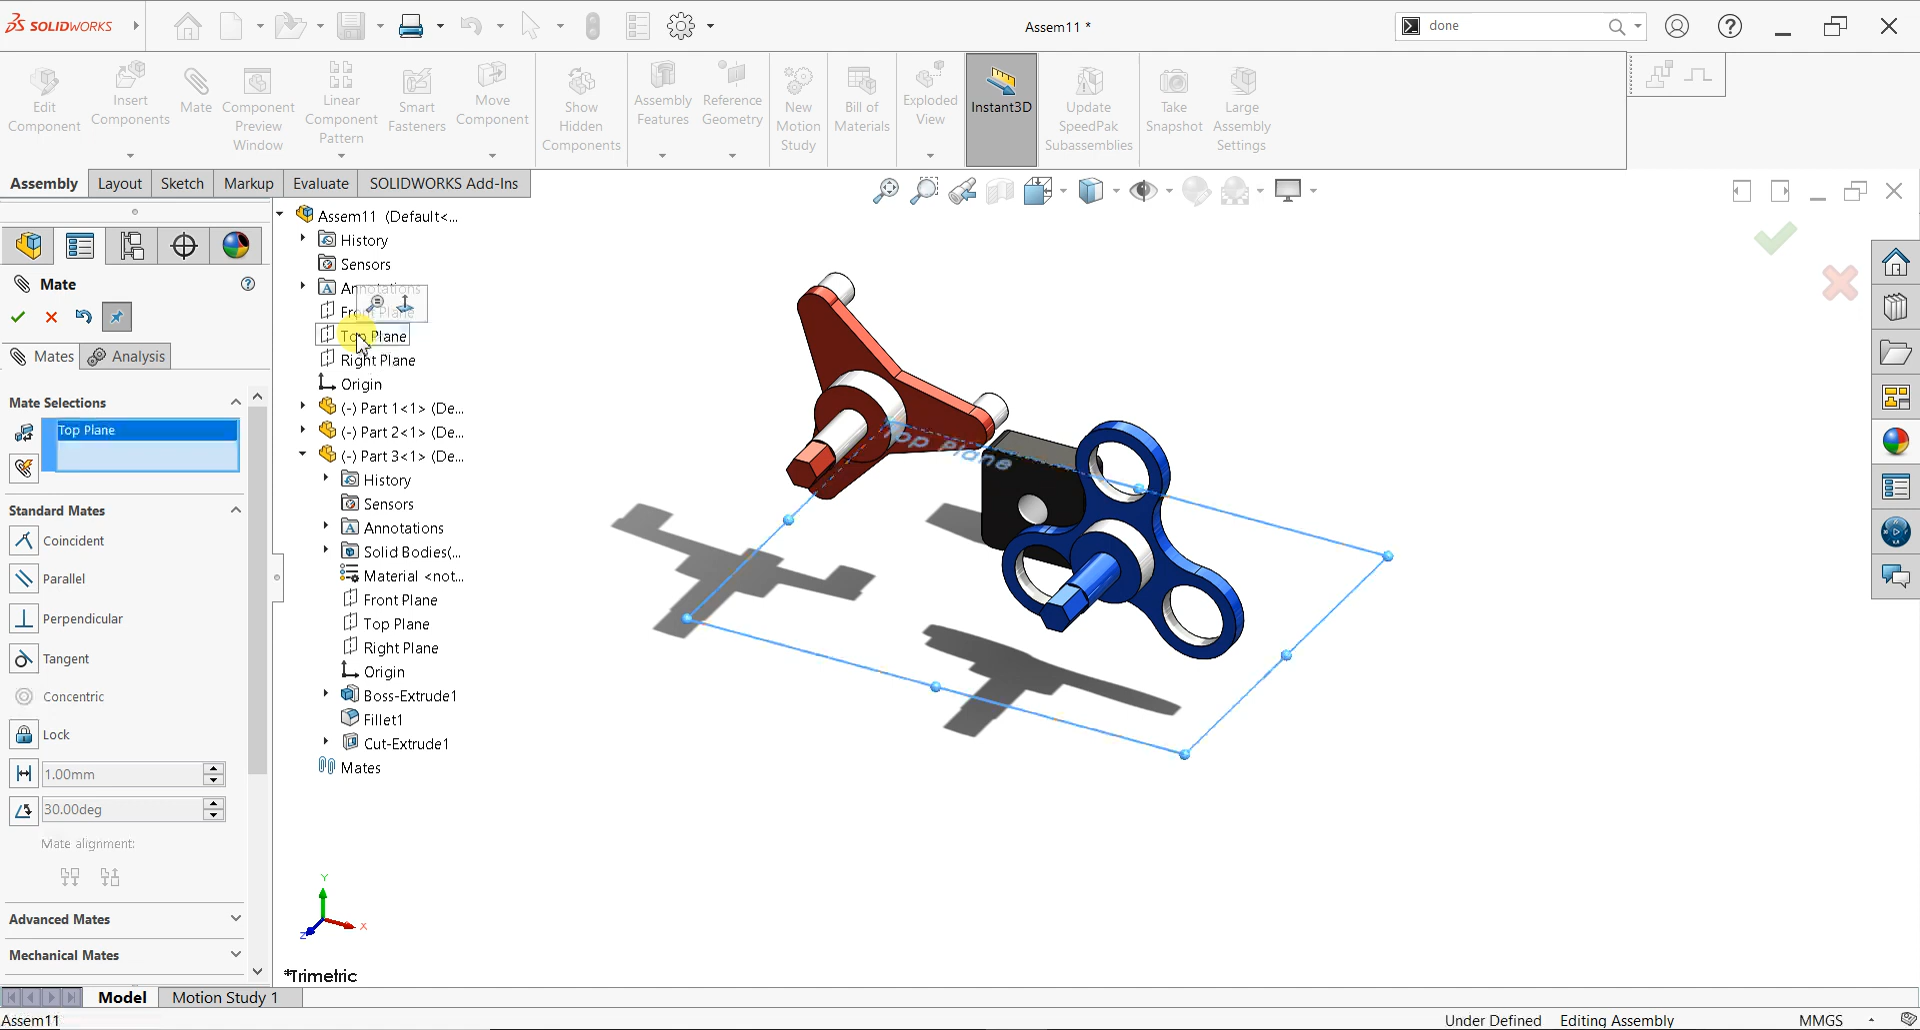 SOLIDWORKS
Assem11 *
done
Edit Component
Insert Components
Mate
Component Preview Window
Linear Component Pattern
Smart Fasteners
Move Component
Show Hidden Components
Assembly Features
Reference Geometry
New Motion Study
Bill of Materials
Exploded View
Instant3D
Update SpeedPak Subassemblies
Take Snapshot
Large Assembly Settings
Assembly
Layout
Sketch
Markup
Evaluate
SOLIDWORKS Add-Ins
Mate
Mates
Analysis
Mate Selections
Top Plane
Standard Mates
Coincident
Parallel
Perpendicular
Tangent
Concentric
Lock
1.00mm
30.00deg
Mate alignment:
Advanced Mates
Mechanical Mates
Assem11 (Default<...
History
Sensors
Annotations
Front Plane
Top Plane
Right Plane
Origin
(-) Part 1<1> (De...
(-) Part 2<1> (De...
(-) Part 3<1> (De...
History
Sensors
Annotations
Solid Bodies(...
Material <not...
Front Plane
Top Plane
Right Plane
Origin
Boss-Extrude1
Fillet1
Cut-Extrude1
Mates
Top Plane
Y
X
Z
*Trimetric
Model
Motion Study 1
Assem11
Under Defined
Editing Assembly
MMGS